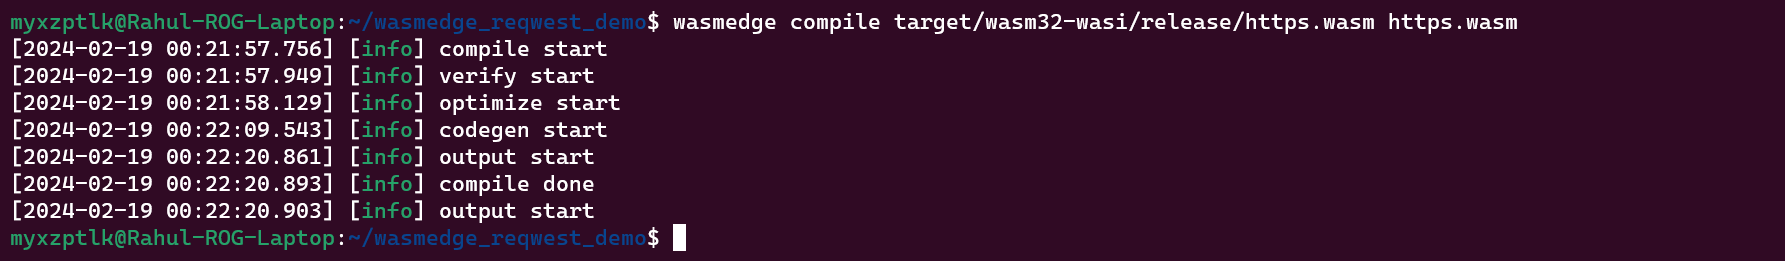 myxzptlk@Rahul-ROG-Laptop:~/wasmedge_reqwest_demo$ wasmedge compile target/wasm32-wasi/release/https.wasm https.wasm
[2024-02-19 00:21:57.756] [info] compile start
[2024-02-19 00:21:57.949] [info] verify start
[2024-02-19 00:21:58.129] [info] optimize start
[2024-02-19 00:22:09.543] [info] codegen start
[2024-02-19 00:22:20.861] [info] output start
[2024-02-19 00:22:20.893] [info] compile done
[2024-02-19 00:22:20.903] [info] output start
myxzptlk@Rahul-ROG-Laptop:~/wasmedge_reqwest_demo$